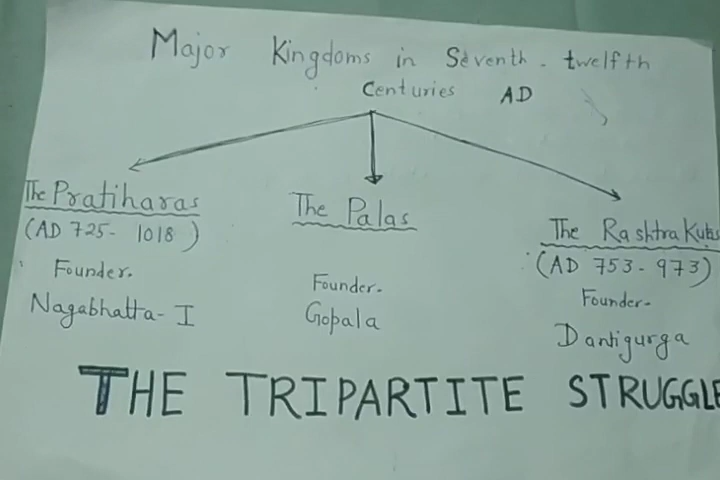 Major Kingdoms in Seventh - twelfth
Centuries AD
The Pratiharas
(AD 725 - 1018)
Founder.
Nagabhatta - I
The Palas
Founder.
Gopala
The Rashtrakutas
(AD 753 - 973)
Founder-
Dantigurga
THE TRIPARTITE STRUGGLE